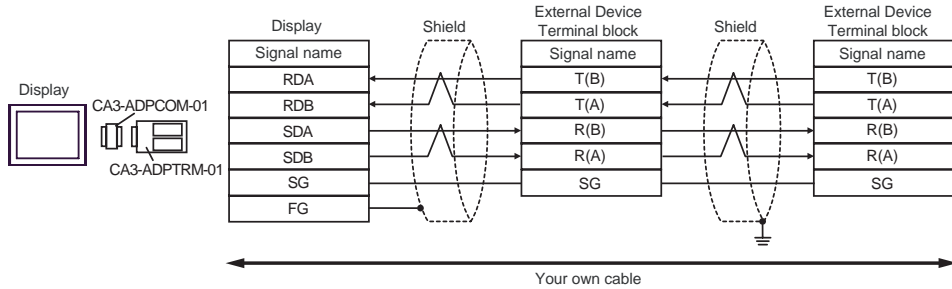 Display
CA3-ADPCOM-01
CA3-ADPTRM-01
Display
Shield
External Device
Terminal block
Shield
External Device
Terminal block
Signal name
Signal name
Signal name
RDA
T(B)
T(B)
RDB
T(A)
T(A)
SDA
R(B)
R(B)
SDB
R(A)
R(A)
SG
SG
SG
FG
Your own cable